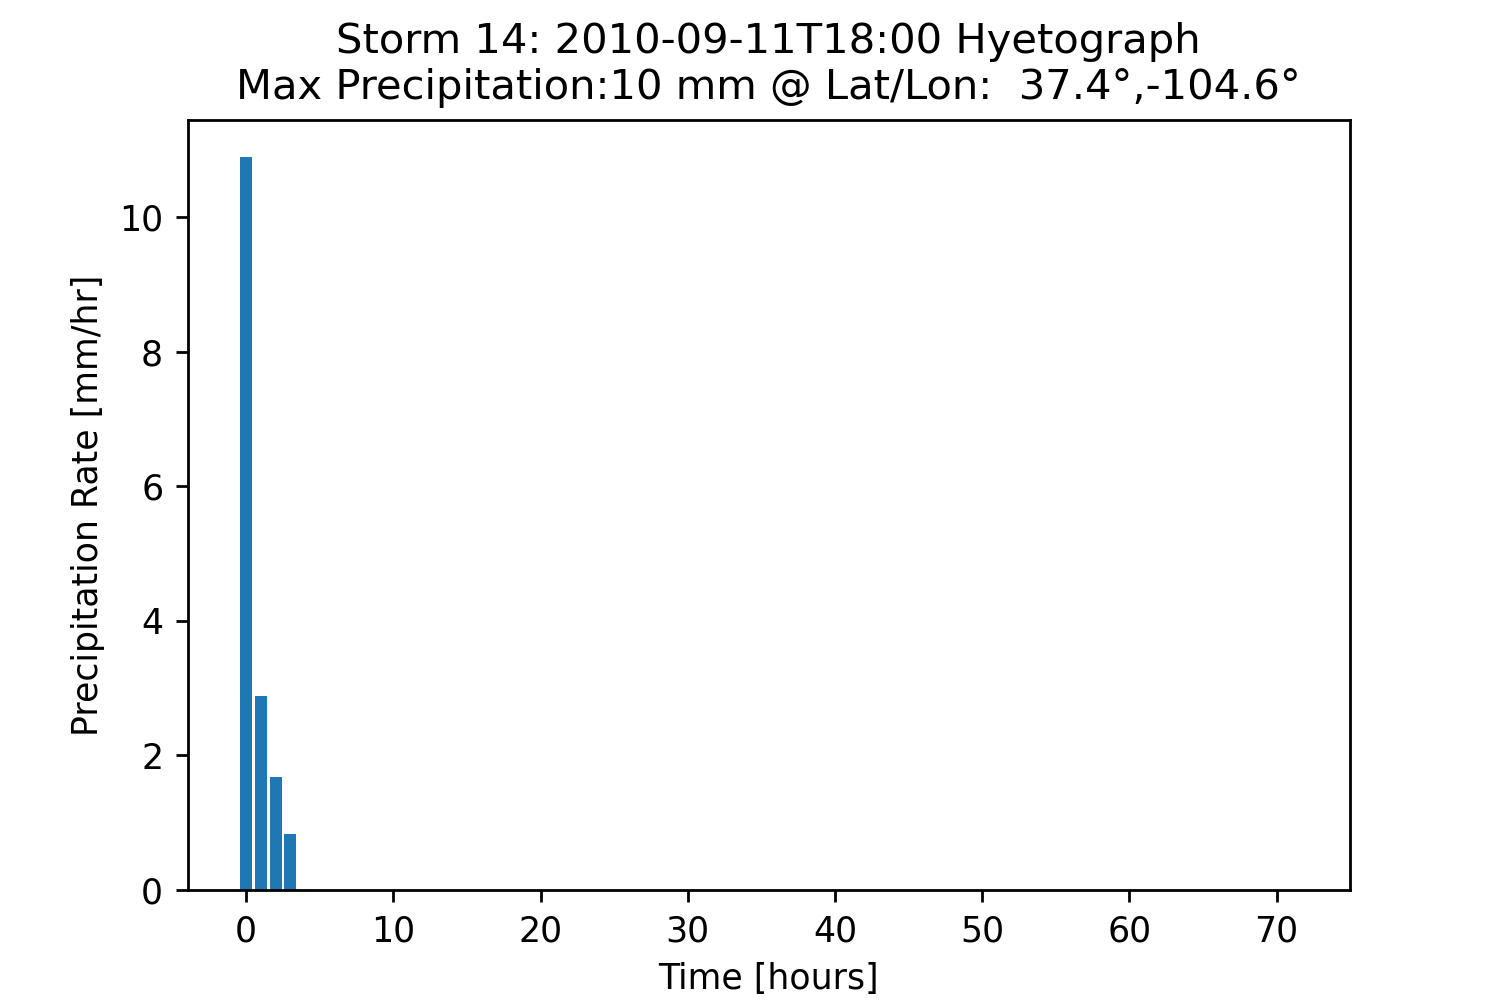 Storm 14: 2010-09-11T18:00 Hyetograph
Max Precipitation:10 mm @ Lat/Lon:  37.4°,-104.6°
Precipitation Rate [mm/hr]
10
8
6
4
2
0
0 10 20 30 40 50 60 70
Time [hours]